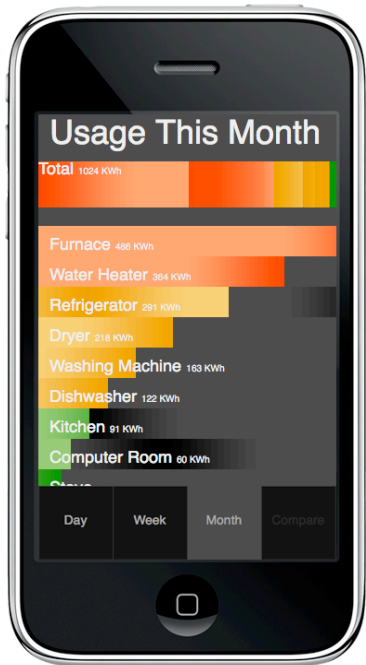 Usage This Month
Total 1024 KWh
Furnace 486 KWh
Water Heater 364 KWh
Refrigerator 291 KWh
Dryer 218 KWh
Washing Machine 163 KWh
Dishwasher 122 KWh
Kitchen 91 KWh
Computer Room 60 KWh
Stove
Day Week Month Compare